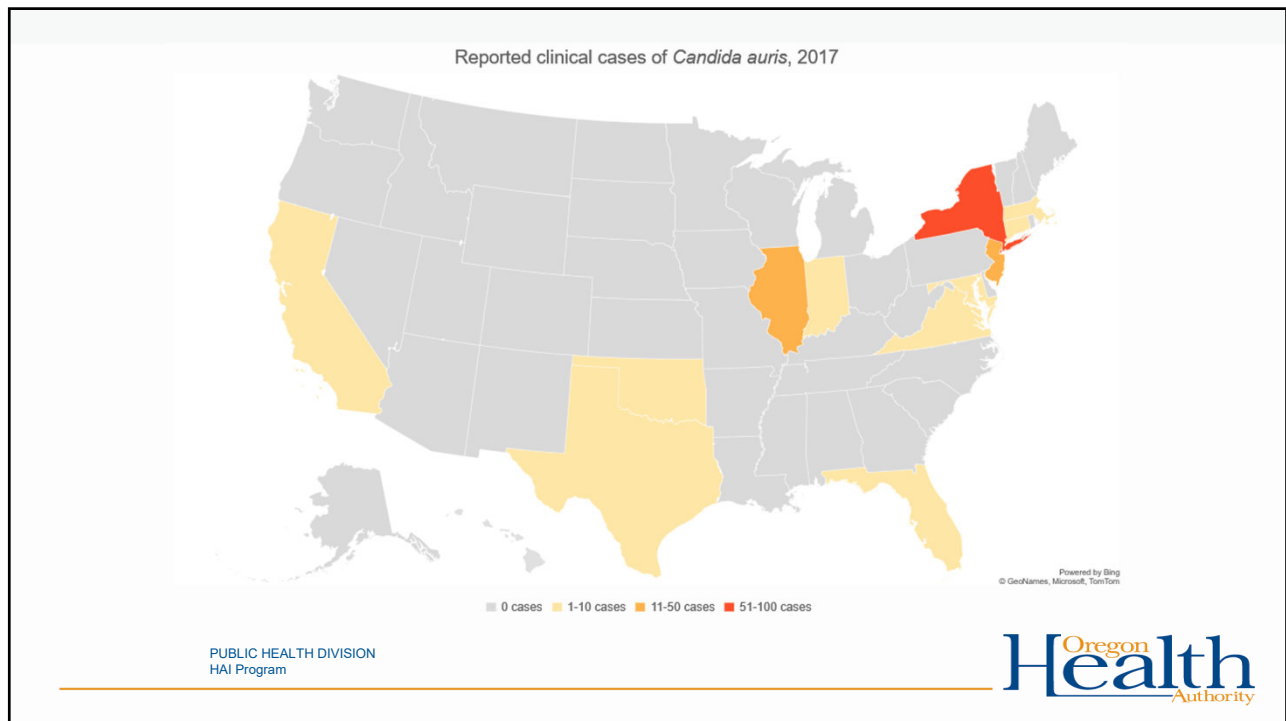 Reported clinical cases of Candida auris, 2017
Powered by Bing
© GeoNames, Microsoft, TomTom
0 cases 1-10 cases 11-50 cases 51-100 cases
PUBLIC HEALTH DIVISION
HAI Program
Oregon
Health
Authority